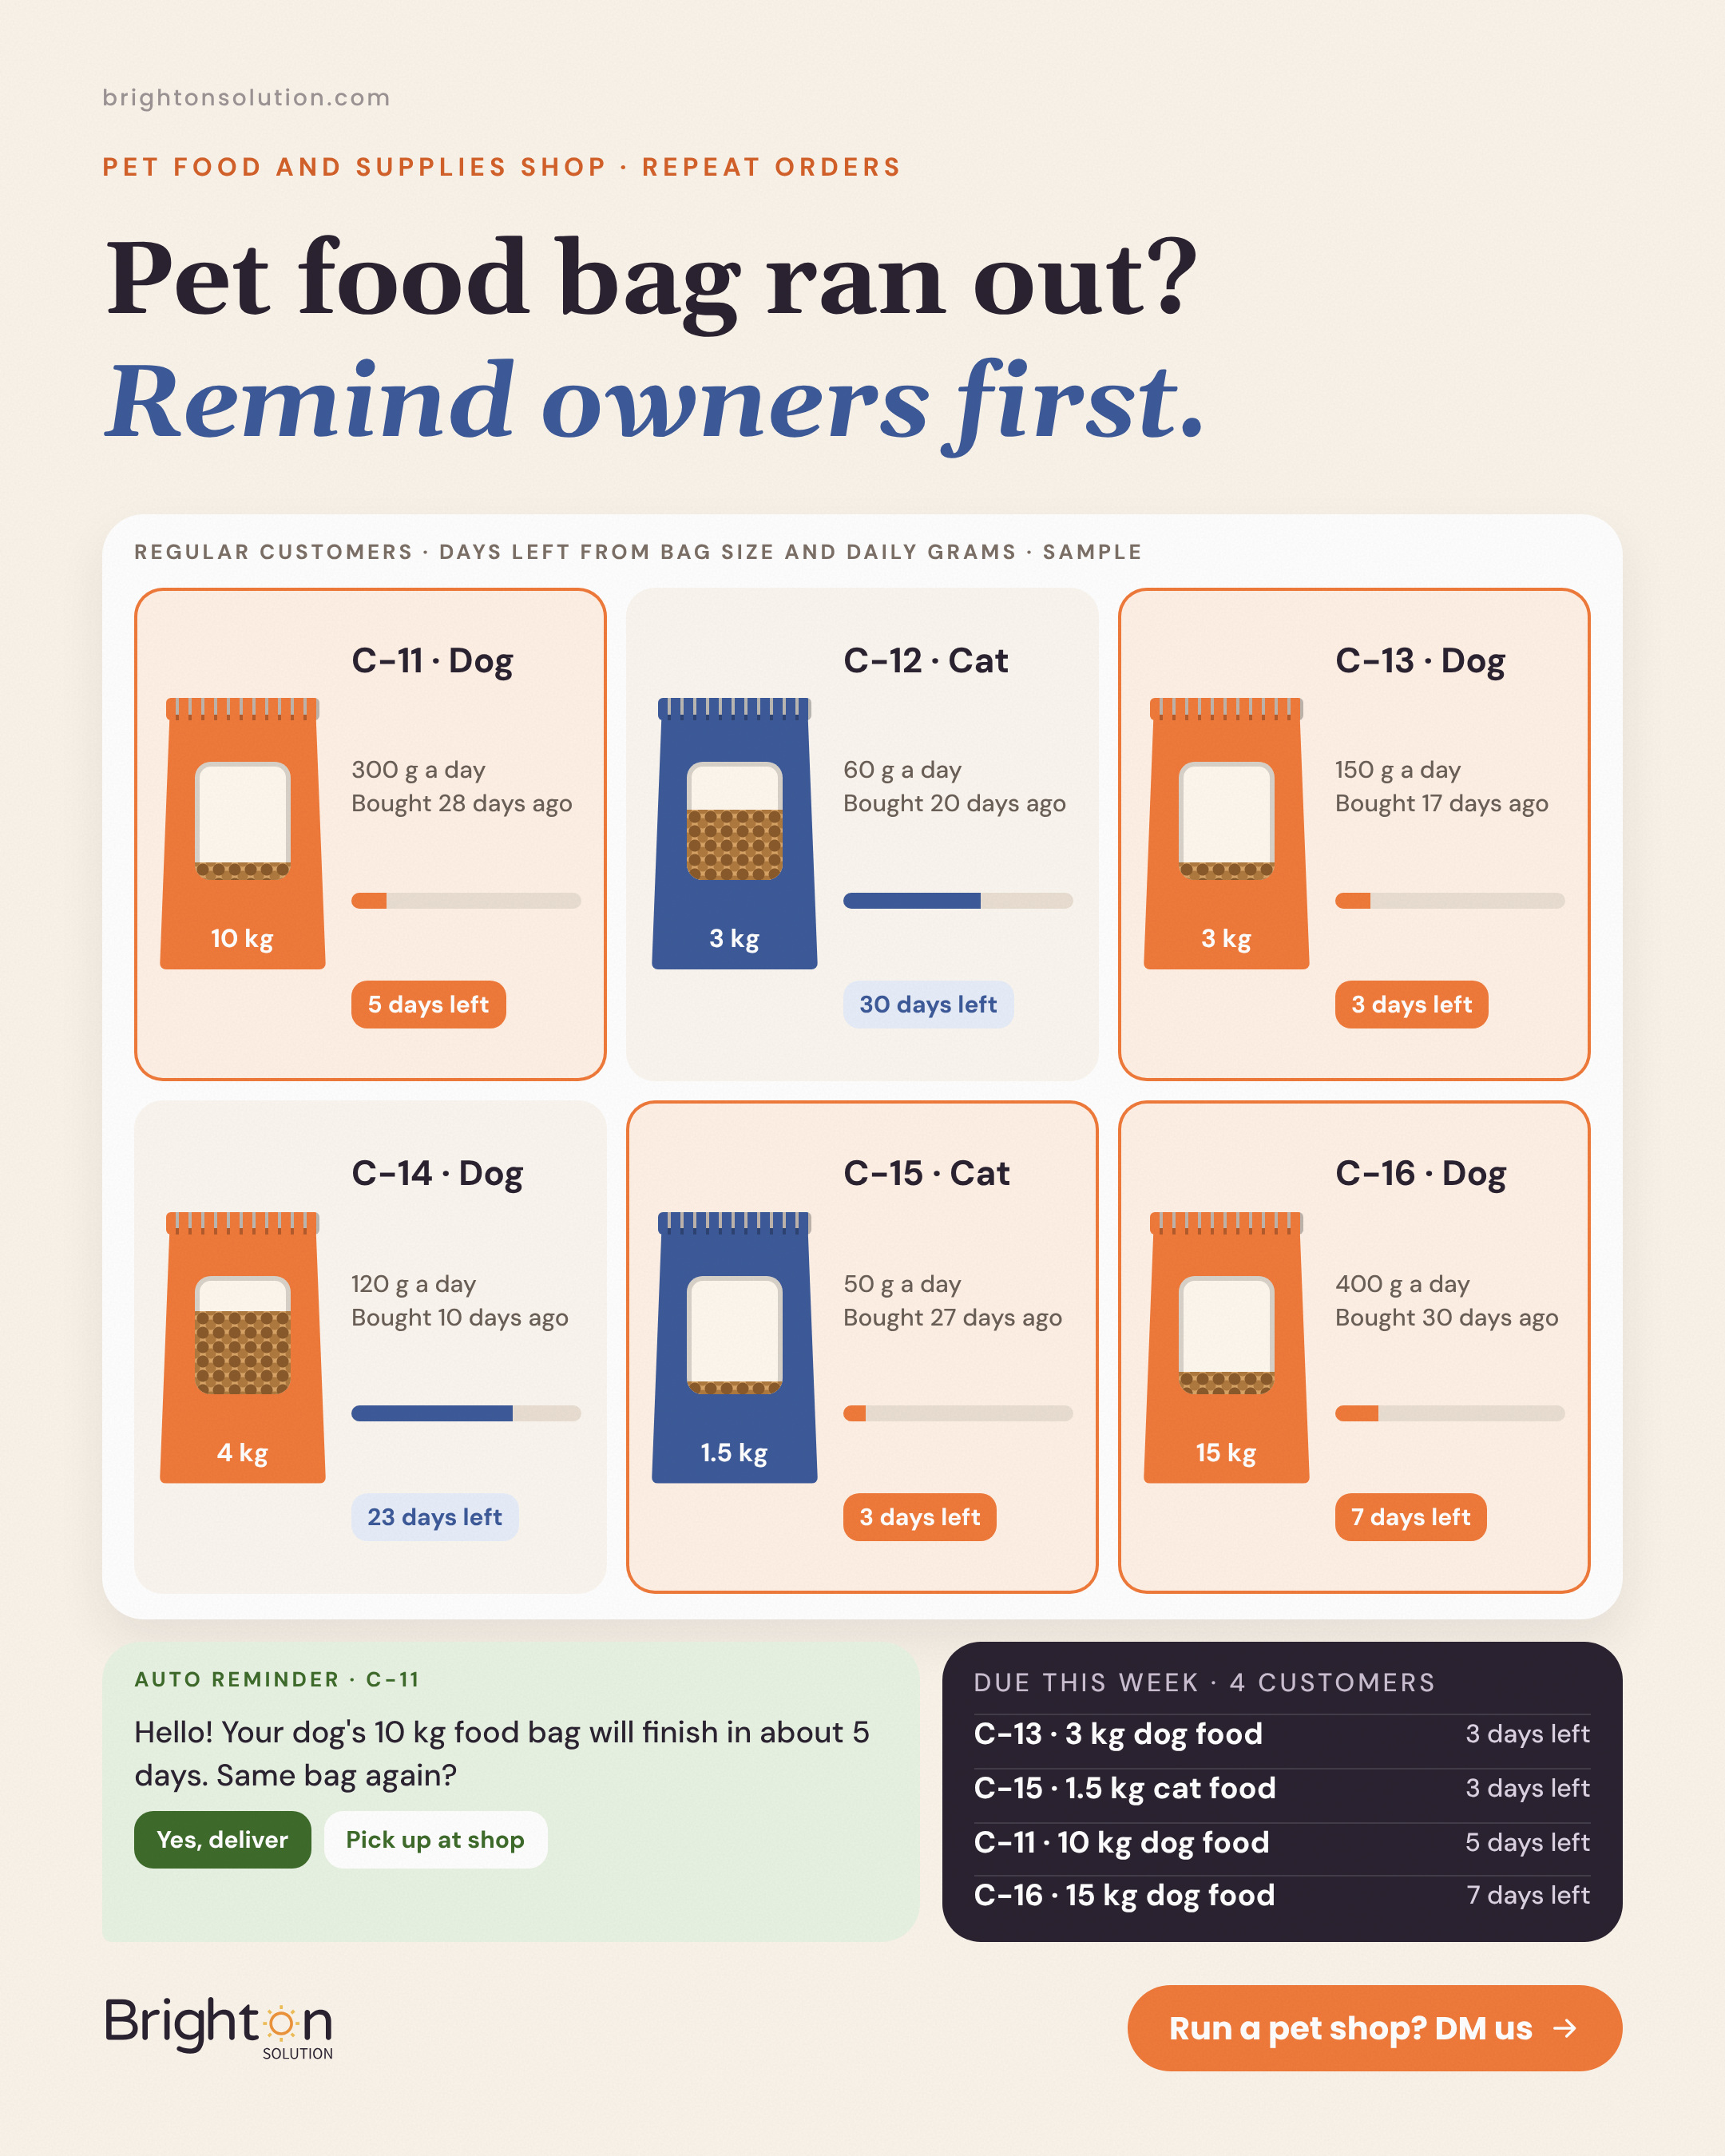 brightonsolution.com
PET FOOD AND SUPPLIES SHOP · REPEAT ORDERS
Pet food bag ran out?
Remind owners first.
REGULAR CUSTOMERS · DAYS LEFT FROM BAG SIZE AND DAILY GRAMS · SAMPLE
C-11 · Dog
300 g a day
Bought 28 days ago
10 kg
5 days left
C-12 · Cat
60 g a day
Bought 20 days ago
3 kg
30 days left
C-13 · Dog
150 g a day
Bought 17 days ago
3 kg
3 days left
C-14 · Dog
120 g a day
Bought 10 days ago
4 kg
23 days left
C-15 · Cat
50 g a day
Bought 27 days ago
1.5 kg
3 days left
C-16 · Dog
400 g a day
Bought 30 days ago
15 kg
7 days left
AUTO REMINDER · C-11
Hello! Your dog's 10 kg food bag will finish in about 5
days. Same bag again?
Yes, deliver
Pick up at shop
DUE THIS WEEK · 4 CUSTOMERS
C-13 · 3 kg dog food 3 days left
C-15 · 1.5 kg cat food 3 days left
C-11 · 10 kg dog food 5 days left
C-16 · 15 kg dog food 7 days left
Brighton
SOLUTION
Run a pet shop? DM us →